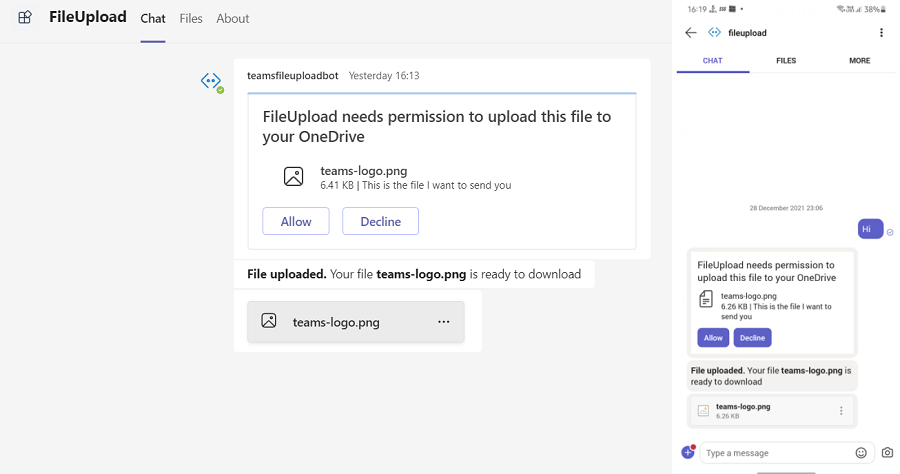 FileUpload Chat Files About
teamsfileuploadbot Yesterday 16:13
FileUpload needs permission to upload this file to
your OneDrive
teams-logo.png
6.41 KB | This is the file I want to send you
Allow Decline
File uploaded. Your file teams-logo.png is ready to download
teams-logo.png
16:19 38%
fileupload
CHAT FILES MORE
28 December 2021 23:06
Hi
FileUpload needs permission to
upload this file to your OneDrive
teams-logo.png
6.26 KB | This is the file I want to
send you
Allow Decline
File uploaded. Your file teams-logo.png is
ready to download
teams-logo.png
6.26 KB
Type a message